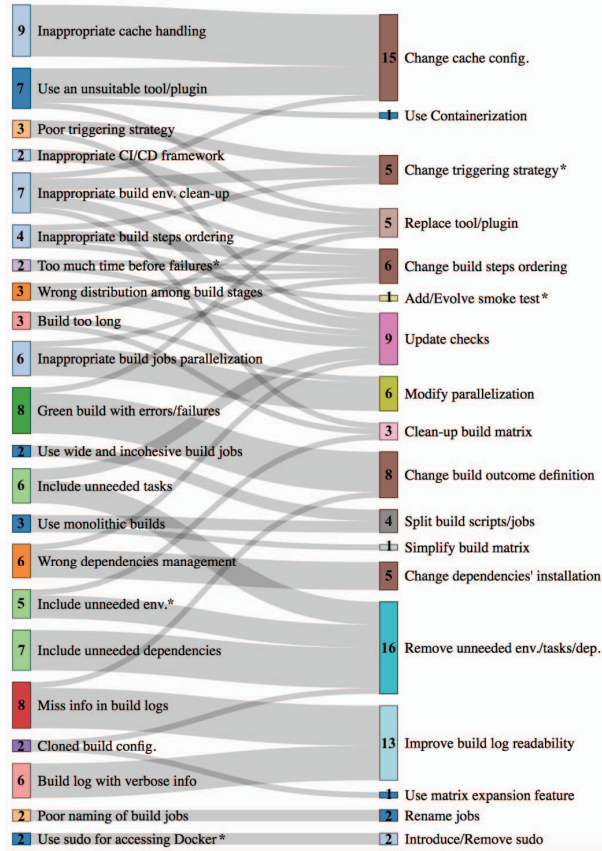 9 Inappropriate cache handling
7 Use an unsuitable tool/plugin
3 Poor triggering strategy
2 Inappropriate CI/CD framework
7 Inappropriate build env. clean-up
4 Inappropriate build steps ordering
2 Too much time before failures*
3 Wrong distribution among build stages
3 Build too long
6 Inappropriate build jobs parallelization
8 Green build with errors/failures
2 Use wide and incohesive build jobs
6 Include unneeded tasks
3 Use monolithic builds
6 Wrong dependencies management
5 Include unneeded env.*
7 Include unneeded dependencies
8 Miss info in build logs
2 Cloned build config.
6 Build log with verbose info
2 Poor naming of build jobs
2 Use sudo for accessing Docker*
15 Change cache config.
1 Use Containerization
5 Change triggering strategy*
5 Replace tool/plugin
6 Change build steps ordering
1 Add/Evolve smoke test*
9 Update checks
6 Modify parallelization
3 Clean-up build matrix
8 Change build outcome definition
4 Split build scripts/jobs
1 Simplify build matrix
5 Change dependencies' installation
16 Remove unneeded env./tasks/dep.
13 Improve build log readability
1 Use matrix expansion feature
2 Rename jobs
2 Introduce/Remove sudo